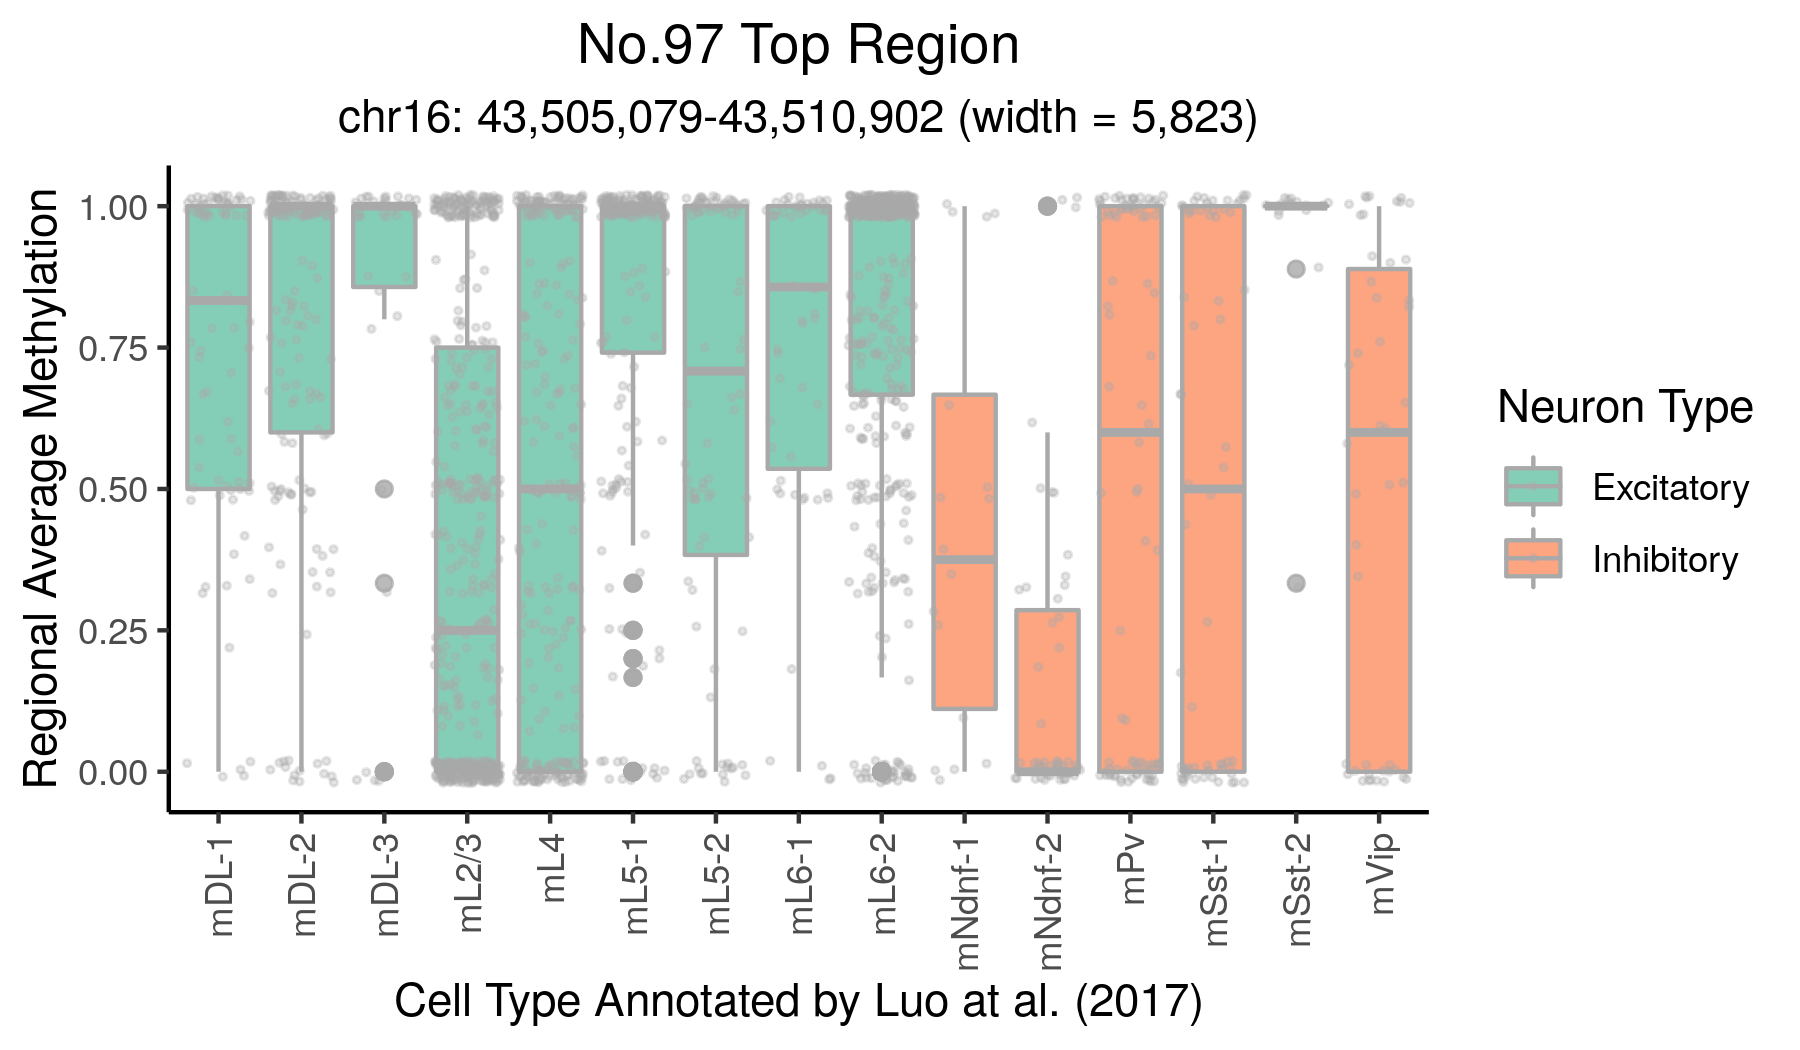 No.97 Top Region
chr16: 43,505,079-43,510,902 (width = 5,823)
Regional Average Methylation
1.00
0.75
0.50
0.25
0.00
mDL-1
mDL-2
mDL-3
mL2/3
mL4
mL5-1
mL5-2
mL6-1
mL6-2
mNdnf-1
mNdnf-2
mPv
mSst-1
mSst-2
mVip
Cell Type Annotated by Luo at al. (2017)
Neuron Type
Excitatory
Inhibitory